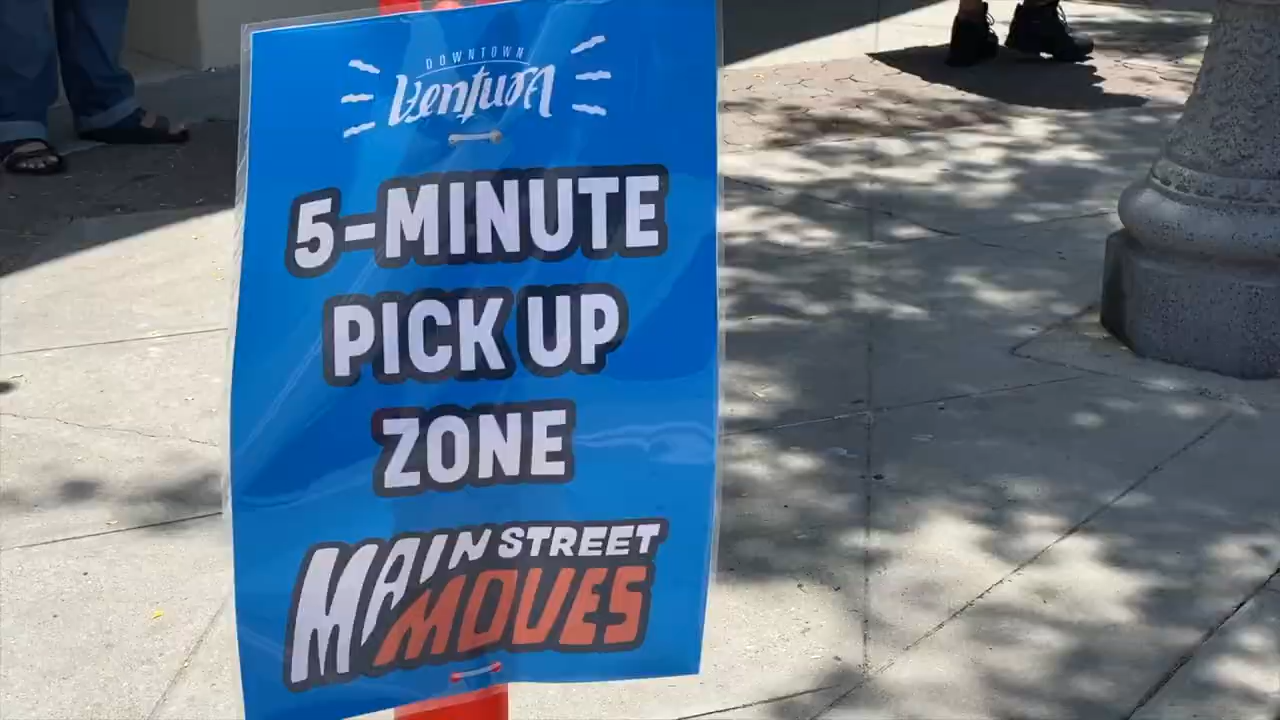 DOWNTOWN
VENTURA
5-MINUTE
PICK UP
ZONE
MAIN STREET
MOVES